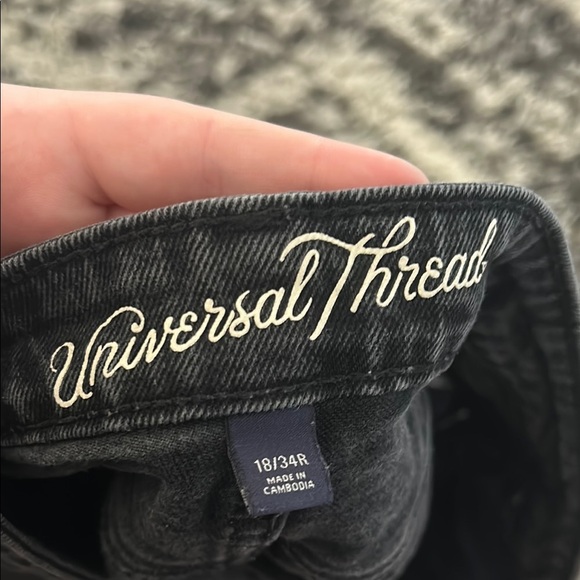 Universal Thread
18/34R
MADE IN
CAMBODIA